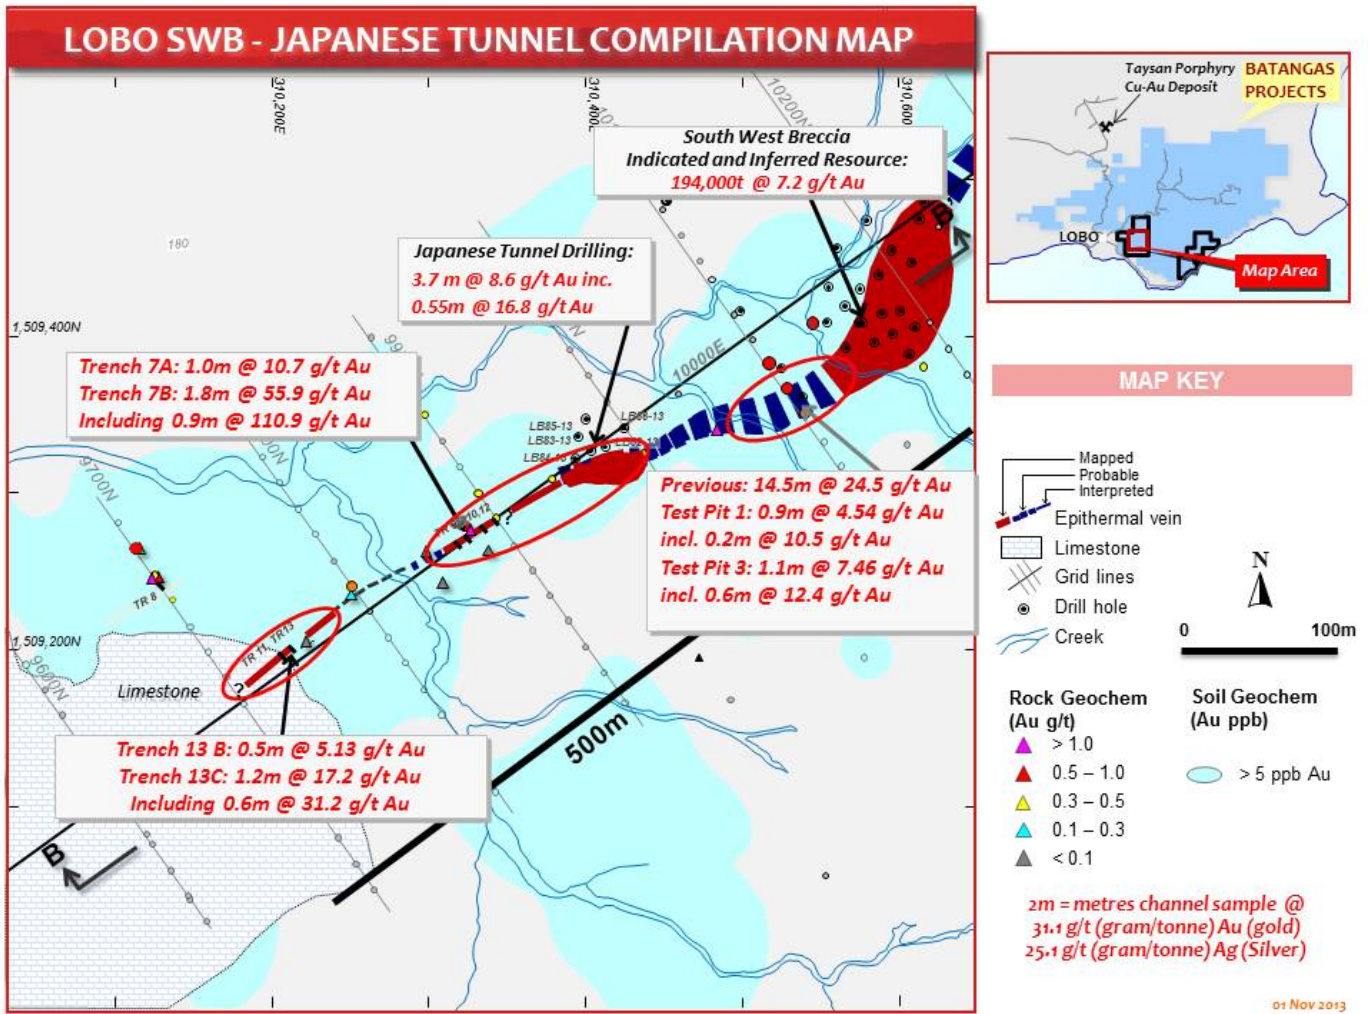 LOBO SWB - JAPANESE TUNNEL COMPILATION MAP
310,200E
310,600
10200N
South West Breccia
Indicated and Inferred Resource:
194,000t @ 7.2 g/t Au
B'
180
Japanese Tunnel Drilling:
3.7 m @ 8.6 g/t Au inc.
0.55m @ 16.8 g/t Au
1,509,400N
10000E
Trench 7A: 1.0m @ 10.7 g/t Au
Trench 7B: 1.8m @ 55.9 g/t Au
Including 0.9m @ 110.9 g/t Au
LB85-13
LB83-13
LB84-13
9700N
Previous: 14.5m @ 24.5 g/t Au
Test Pit 1: 0.9m @ 4.54 g/t Au
incl. 0.2m @ 10.5 g/t Au
Test Pit 3: 1.1m @ 7.46 g/t Au
incl. 0.6m @ 12.4 g/t Au
?
TR 8
1,509,200N
TR 11, TR13
?
9600N
Limestone
500m
Trench 13 B: 0.5m @ 5.13 g/t Au
Trench 13C: 1.2m @ 17.2 g/t Au
Including 0.6m @ 31.2 g/t Au
B
Taysan Porphyry
Cu-Au Deposit
BATANGAS
PROJECTS
LOBO
Map Area
MAP KEY
Mapped
Probable
Interpreted
Epithermal vein
Limestone
Grid lines
Drill hole
Creek
N
0 100m
Rock Geochem
(Au g/t)
> 1.0
0.5 – 1.0
0.3 – 0.5
0.1 – 0.3
< 0.1
Soil Geochem
(Au ppb)
> 5 ppb Au
2m = metres channel sample @
31.1 g/t (gram/tonne) Au (gold)
25.1 g/t (gram/tonne) Ag (Silver)
01 Nov 2013